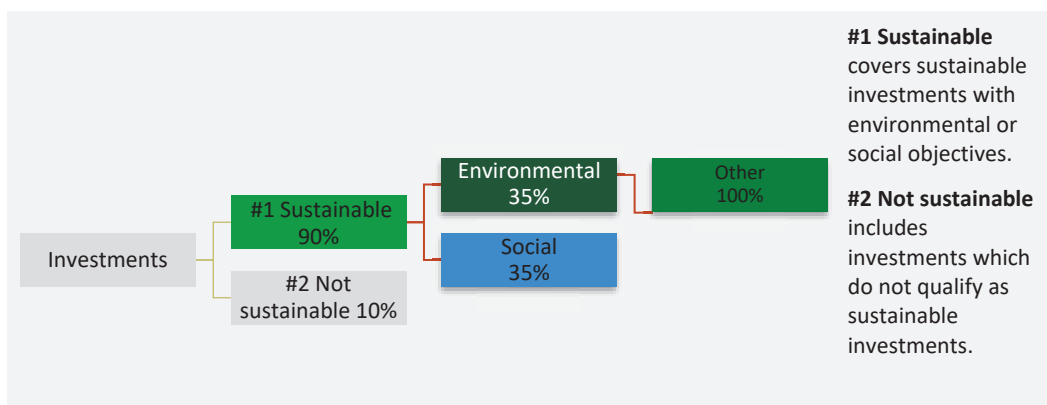 Investments
#1 Sustainable
90%
#2 Not
sustainable 10%
Environmental
35%
Social
35%
Other
100%
#1 Sustainable
covers sustainable
investments with
environmental or
social objectives.
#2 Not sustainable
includes
investments which
do not qualify as
sustainable
investments.